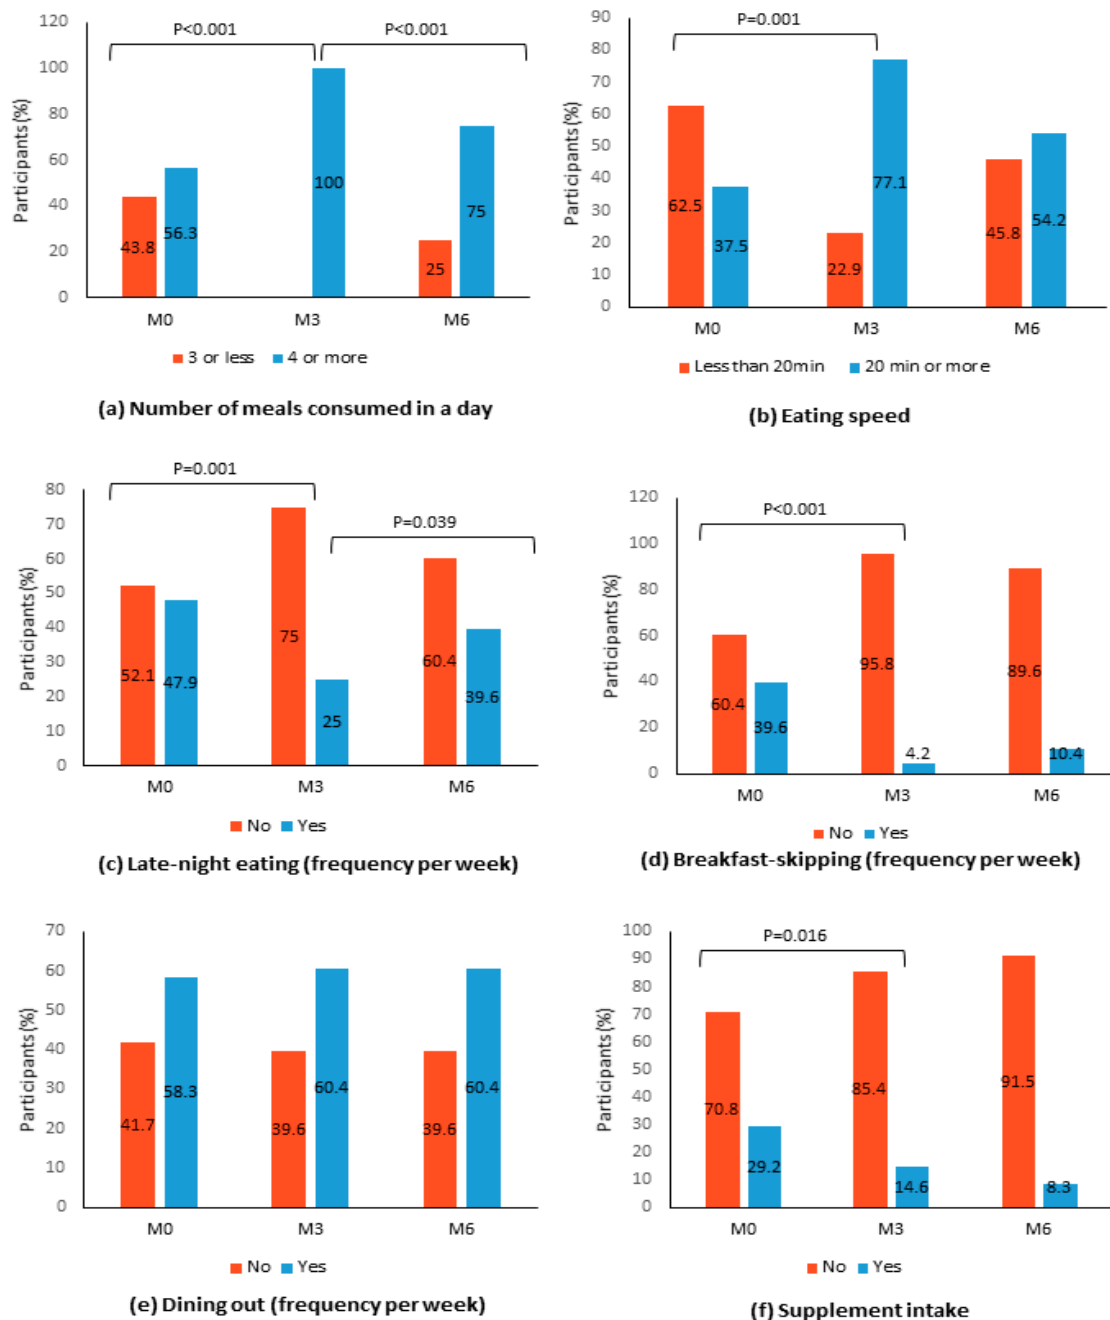 P<0.001 P<0.001
120
100
80
60
40
20
0
Participants (%)
43.8 56.3 100 25 75
M0 M3 M6
3 or less 4 or more
(a) Number of meals consumed in a day
P=0.001
90
80
70
60
50
40
30
20
10
0
Participants (%)
62.5 37.5 22.9 77.1 45.8 54.2
M0 M3 M6
Less than 20min 20 min or more
(b) Eating speed
P=0.001
P=0.039
80
70
60
50
40
30
20
10
0
Participants (%)
52.1 47.9 75 25 60.4 39.6
M0 M3 M6
No Yes
(c) Late-night eating (frequency per week)
P<0.001
120
100
80
60
40
20
0
Participants (%)
60.4 39.6 95.8 4.2 89.6 10.4
M0 M3 M6
No Yes
(d) Breakfast-skipping (frequency per week)
70
60
50
40
30
20
10
0
Participants (%)
41.7 58.3 39.6 60.4 39.6 60.4
M0 M3 M6
No Yes
(e) Dining out (frequency per week)
P=0.016
100
90
80
70
60
50
40
30
20
10
0
Participants (%)
70.8 29.2 85.4 14.6 91.5 8.3
M0 M3 M6
No Yes
(f) Supplement intake